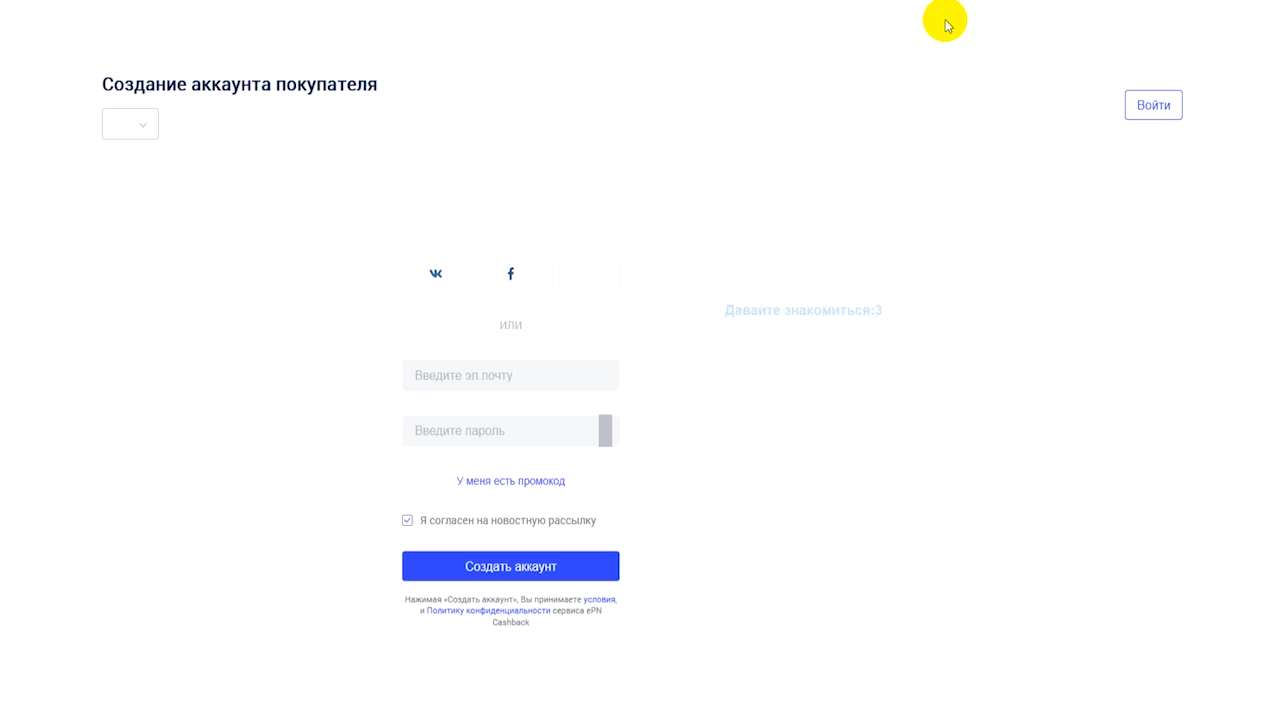 Создание аккаунта покупателя
Войти
или
Давайте знакомиться:3
Введите эл почту
Введите пароль
У меня есть промокод
Я согласен на новостную рассылку
Создать аккаунт
Нажимая «Создать аккаунт», Вы принимаете условия,
и Политику конфиденциальности сервиса ePN
Cashback